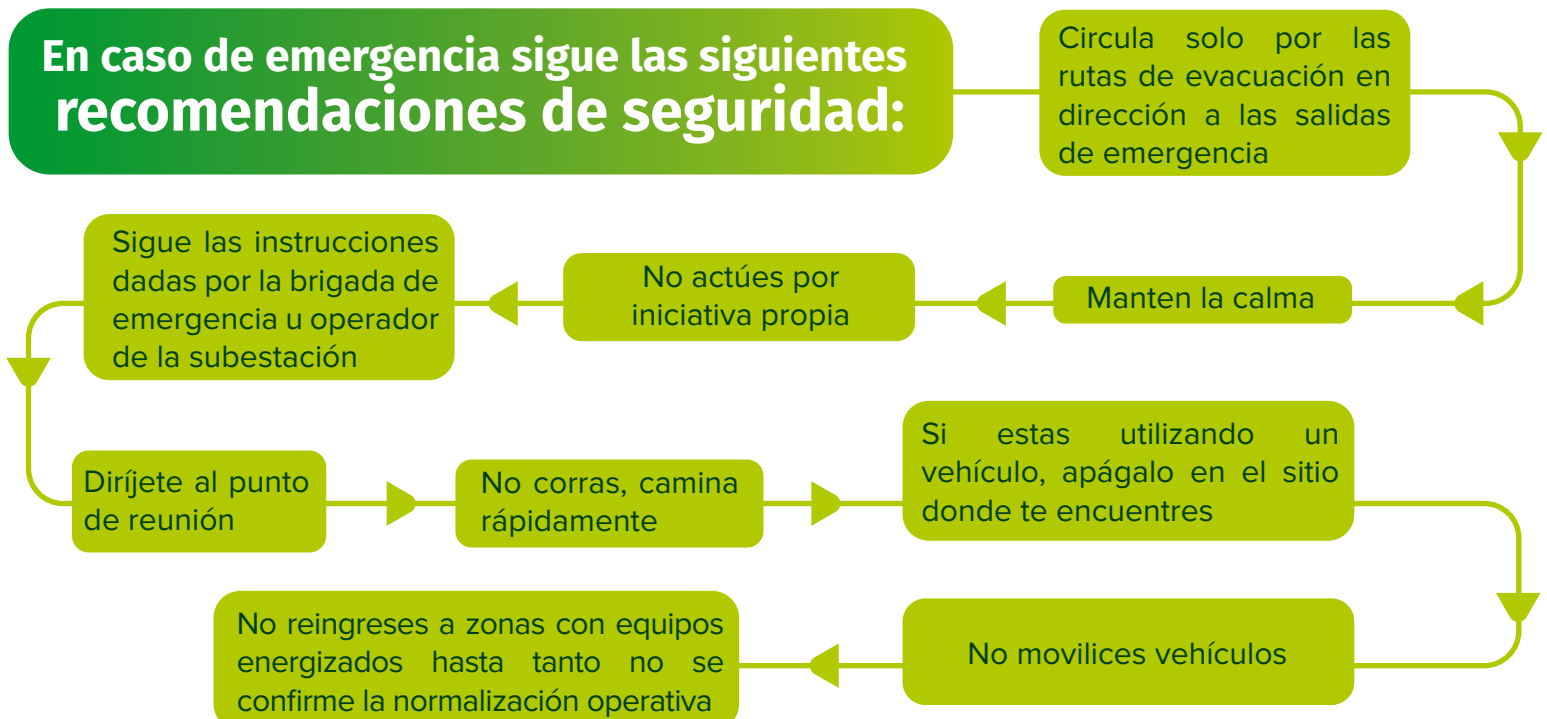 En caso de emergencia sigue las siguientes
recomendaciones de seguridad:
Circula solo por las
rutas de evacuación en
dirección a las salidas
de emergencia
Manten la calma
No actúes por
iniciativa propia
Sigue las instrucciones
dadas por la brigada de
emergencia u operador
de la subestación
Diríjete al punto
de reunión
No corras, camina
rápidamente
Si estas utilizando un
vehículo, apágalo en el sitio
donde te encuentres
No movilices vehículos
No reingreses a zonas con equipos
energizados hasta tanto no se
confirme la normalización operativa